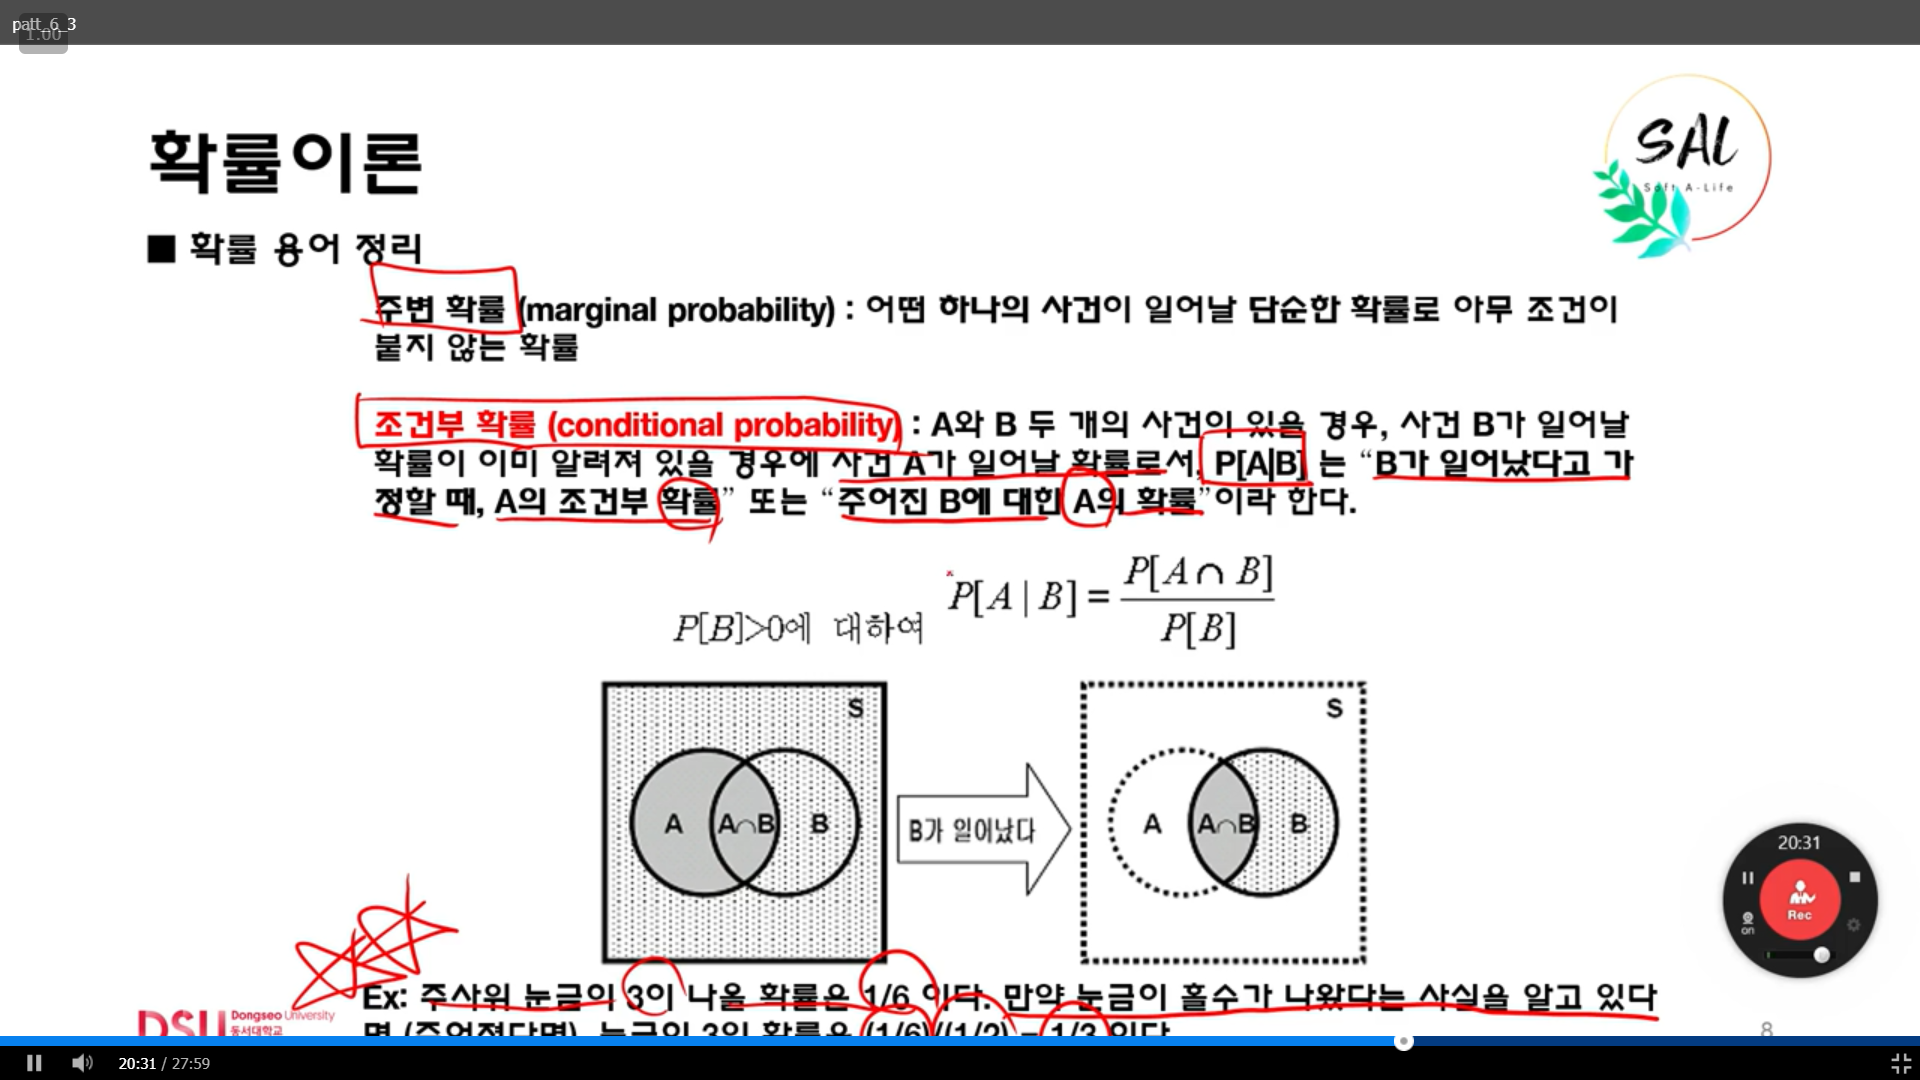 patt_6_3
1.00
확률이론
SAL
Soft A-Life
■ 확률 용어 정리
주변 확률 (marginal probability) : 어떤 하나의 사건이 일어날 단순한 확률로 아무 조건이
붙지 않는 확률
조건부 확률 (conditional probability) : A와 B 두 개의 사건이 있을 경우, 사건 B가 일어날
확률이 이미 알려져 있을 경우에 사건 A가 일어날 확률로서, P[A|B] 는 “B가 일어났다고 가
정할 때, A의 조건부 확률” 또는 “주어진 B에 대한 A의 확률”이라 한다.
P[B]>0에 대하여 P[A | B] = P[A ∩ B] / P[B]
S
A A∩B B
B가 일어났다
S
A A∩B B
20:31
Rec
on
Ex: 주사위 눈금이 3이 나올 확률은 1/6 이다. 만약 눈금이 홀수가 나왔다는 사실을 알고 있다
면 (주어졌다면), 눈금이 3일 확률은 (1/6)/(1/2) = 1/3 이다
DSU Dongseo University
동서대학교
8
20:31 / 27:59